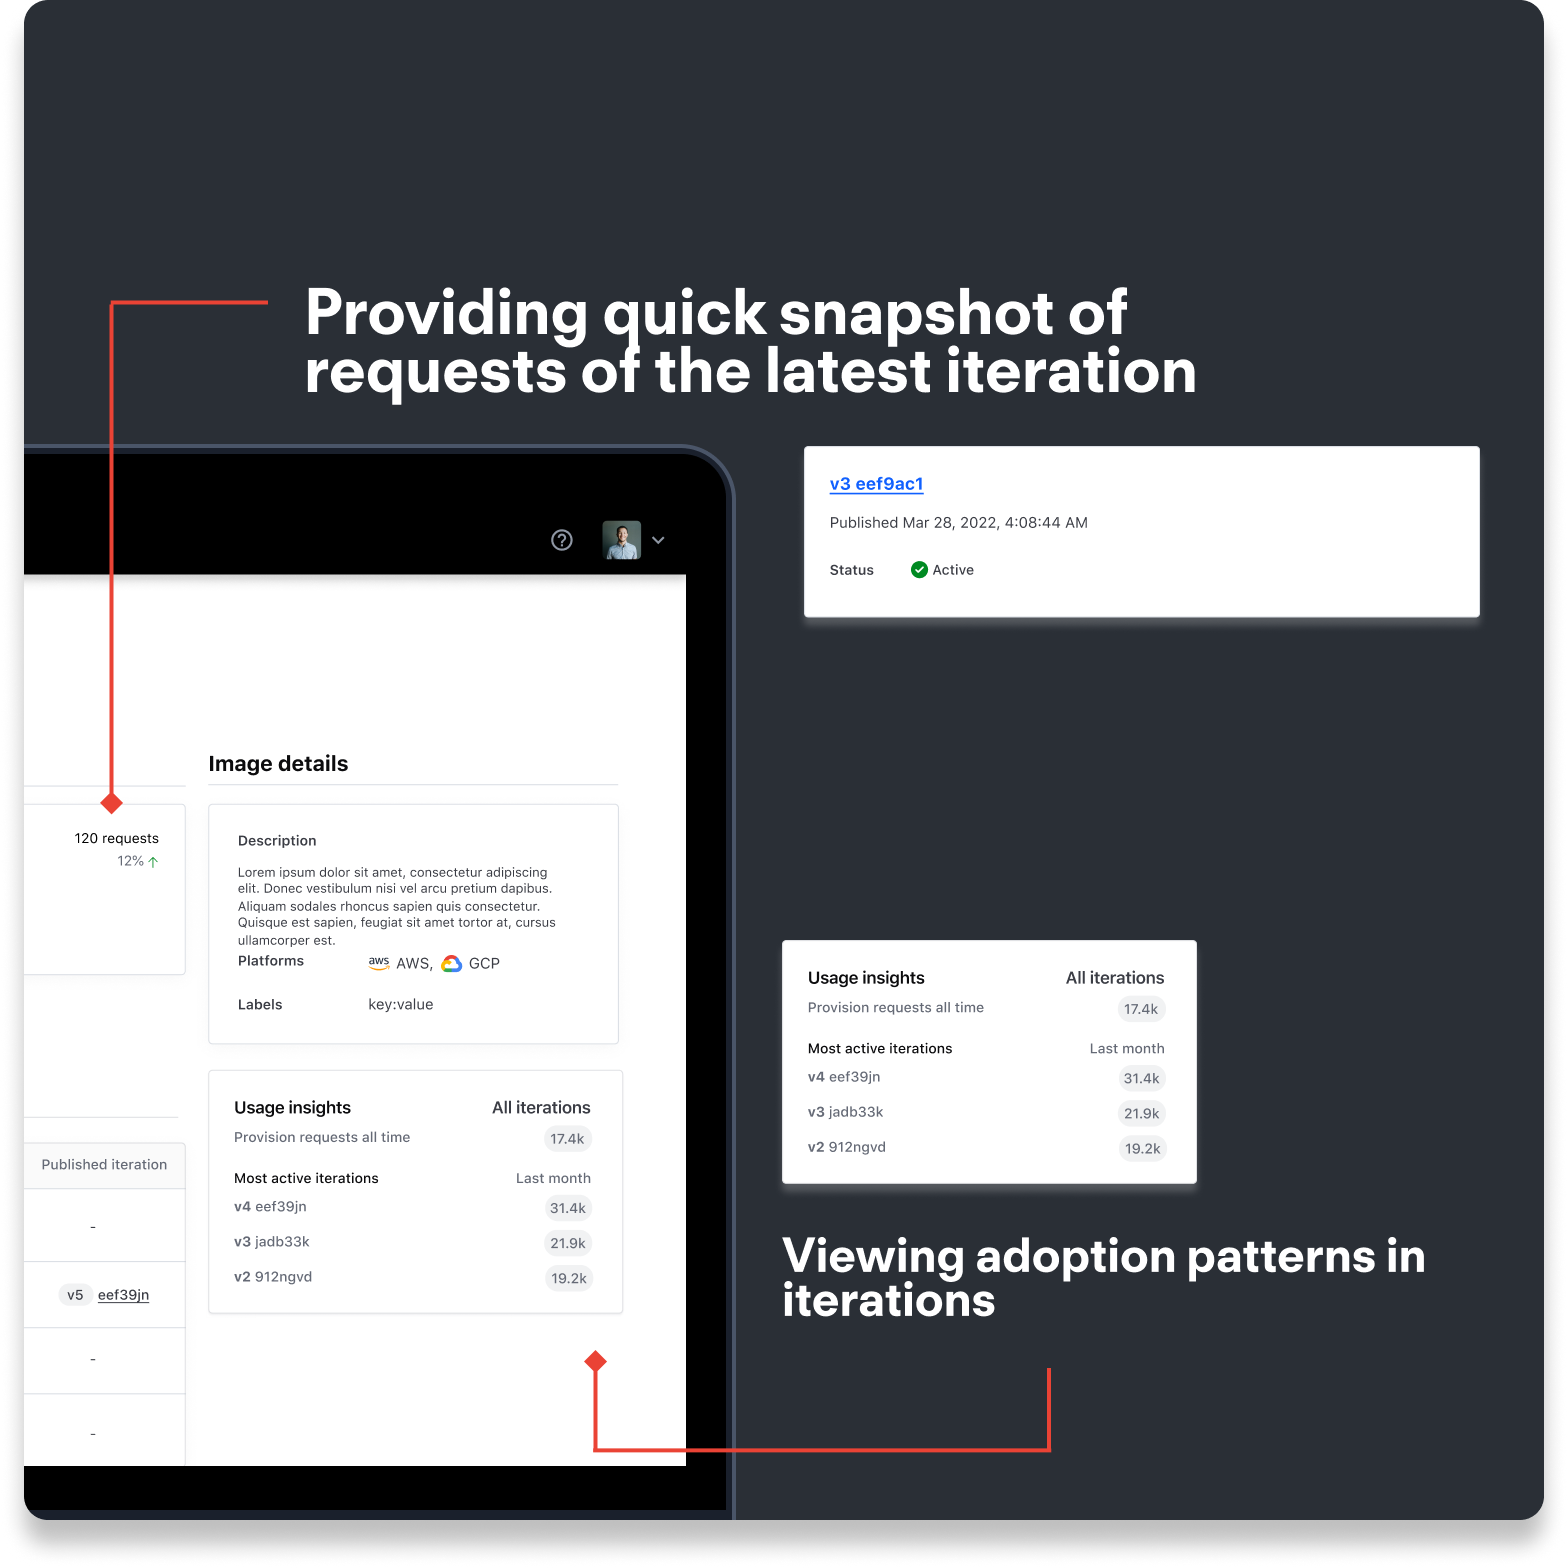 Providing quick snapshot of
requests of the latest iteration
v3 eef9ac1
Published Mar 28, 2022, 4:08:44 AM
Status Active
120 requests
12%
Image details
Description
Lorem ipsum dolor sit amet, consectetur adipiscing
elit. Donec vestibulum nisi vel arcu pretium dapibus.
Aliquam sodales rhoncus sapien quis consectetur.
Quisque est sapien, feugiat sit amet tortor at, cursus
ullamcorper est.
Platforms aws AWS, GCP
Labels key:value
Usage insights All iterations
Provision requests all time 17.4k
Most active iterations Last month
v4 eef39jn 31.4k
v3 jadb33k 21.9k
v2 912ngvd 19.2k
Published iteration
-
v5 eef39jn
-
-
Usage insights All iterations
Provision requests all time 17.4k
Most active iterations Last month
v4 eef39jn 31.4k
v3 jadb33k 21.9k
v2 912ngvd 19.2k
Viewing adoption patterns in
iterations